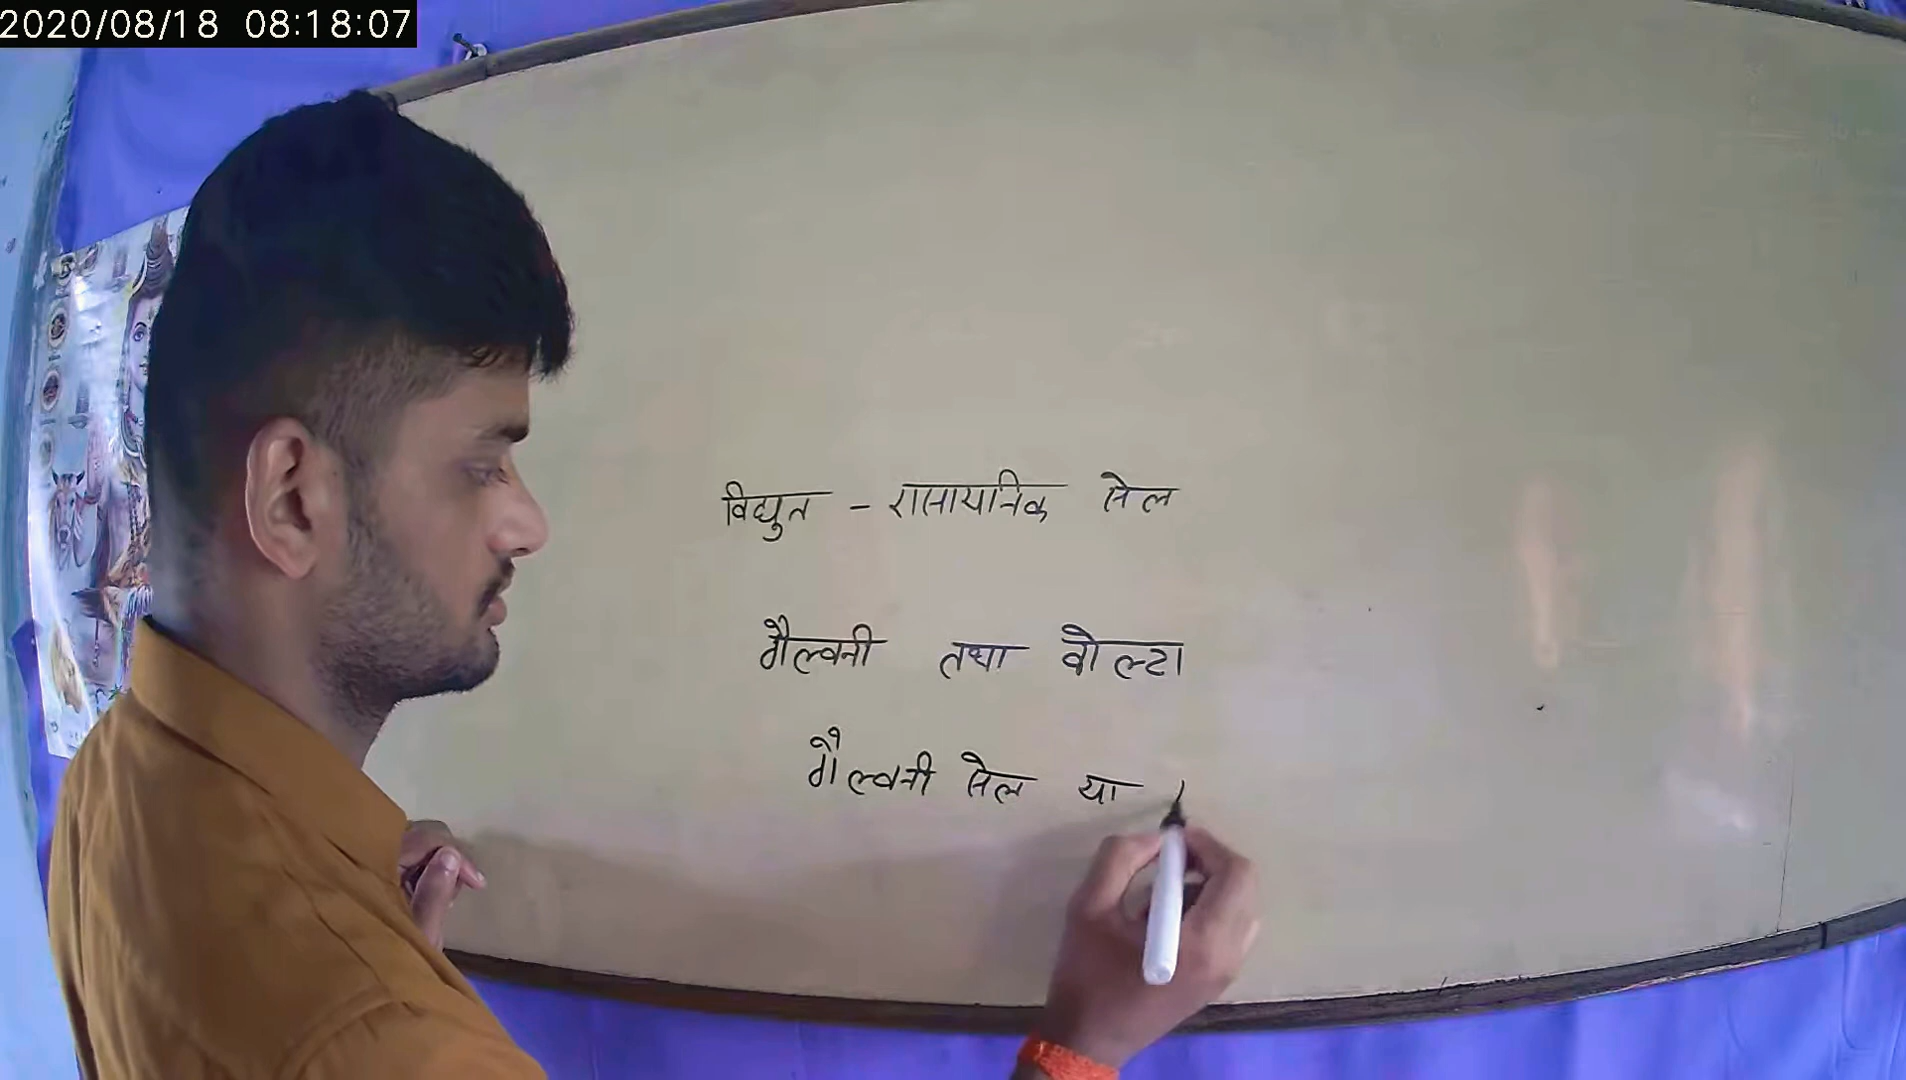 2020/08/18 08:18:07
विद्युत - रासायनिक सेल
गैल्वनी तथा वोल्टा
गैल्वनी सेल या